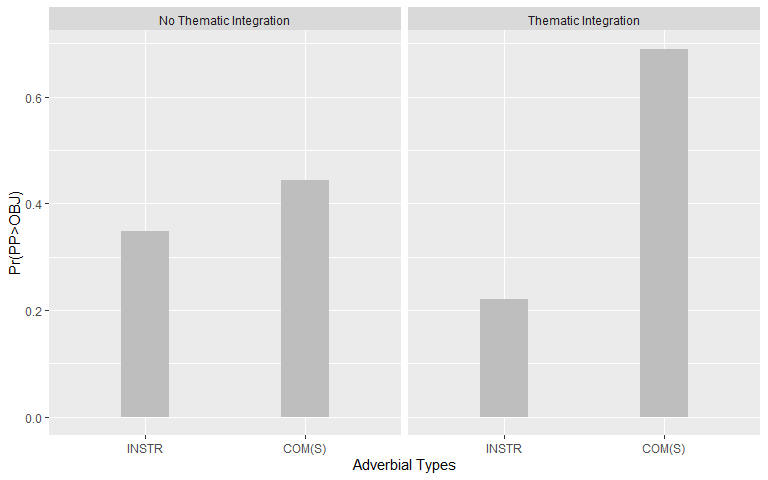 No Thematic Integration
Thematic Integration
Pr(PP>OBJ)
0.6
0.4
0.2
0.0
INSTR
COM(S)
INSTR
COM(S)
Adverbial Types